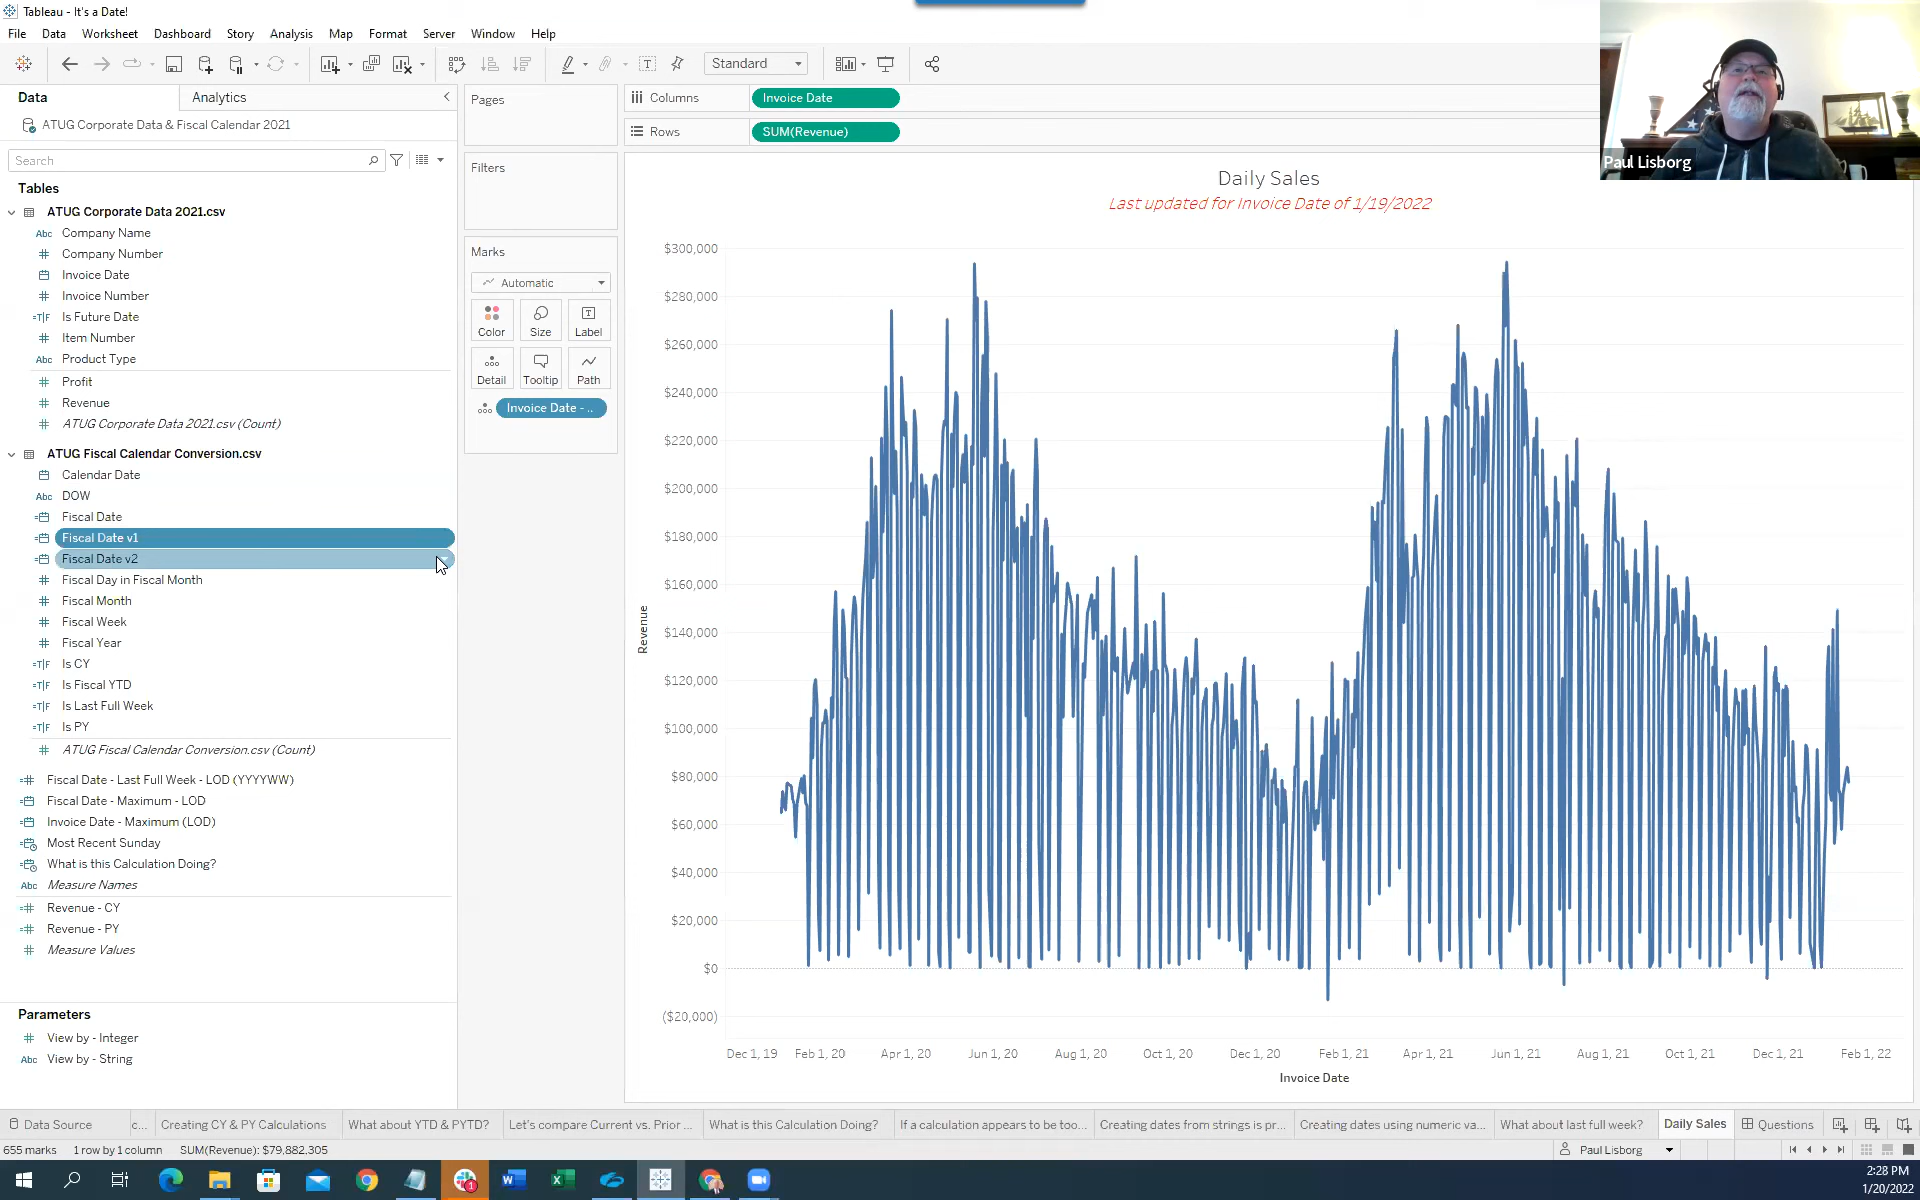 Tableau - It's a Date!
File Data Worksheet Dashboard Story Analysis Map Format Server Window Help
Standard
Data Analytics
ATUG Corporate Data & Fiscal Calendar 2021
Search
Tables
ATUG Corporate Data 2021.csv
Abc Company Name
Company Number
Invoice Date
Invoice Number
=T|F Is Future Date
Item Number
Abc Product Type
Profit
Revenue
ATUG Corporate Data 2021.csv (Count)
ATUG Fiscal Calendar Conversion.csv
Calendar Date
Abc DOW
Fiscal Date
Fiscal Date v1
Fiscal Date v2
Fiscal Day in Fiscal Month
Fiscal Month
Fiscal Week
Fiscal Year
=T|F Is CY
=T|F Is Fiscal YTD
=T|F Is Last Full Week
=T|F Is PY
ATUG Fiscal Calendar Conversion.csv (Count)
Fiscal Date - Last Full Week - LOD (YYYYWW)
Fiscal Date - Maximum - LOD
Invoice Date - Maximum (LOD)
Most Recent Sunday
What is this Calculation Doing?
Abc Measure Names
Revenue - CY
Revenue - PY
Measure Values
Parameters
View by - Integer
Abc View by - String
Pages
Filters
Marks
Automatic
Color Size Label
Detail Tooltip Path
Invoice Date - ..
Columns Invoice Date
Rows SUM(Revenue)
Paul Lisborg
Daily Sales
Last updated for Invoice Date of 1/19/2022
$300,000
$280,000
$260,000
$240,000
$220,000
$200,000
$180,000
$160,000
$140,000
$120,000
$100,000
$80,000
$60,000
$40,000
$20,000
$0
($20,000)
Revenue
Dec 1, 19 Feb 1, 20 Apr 1, 20 Jun 1, 20 Aug 1, 20 Oct 1, 20 Dec 1, 20 Feb 1, 21 Apr 1, 21 Jun 1, 21 Aug 1, 21 Oct 1, 21 Dec 1, 21 Feb 1, 22
Invoice Date
Data Source c... Creating CY & PY Calculations What about YTD & PYTD? Let's compare Current vs. Prior ... What is this Calculation Doing? If a calculation appears to be too... Creating dates from strings is pr... Creating dates using numeric va... What about last full week? Daily Sales Questions
655 marks 1 row by 1 column SUM(Revenue): $79,882,305 Paul Lisborg
1
2:28 PM
1/20/2022